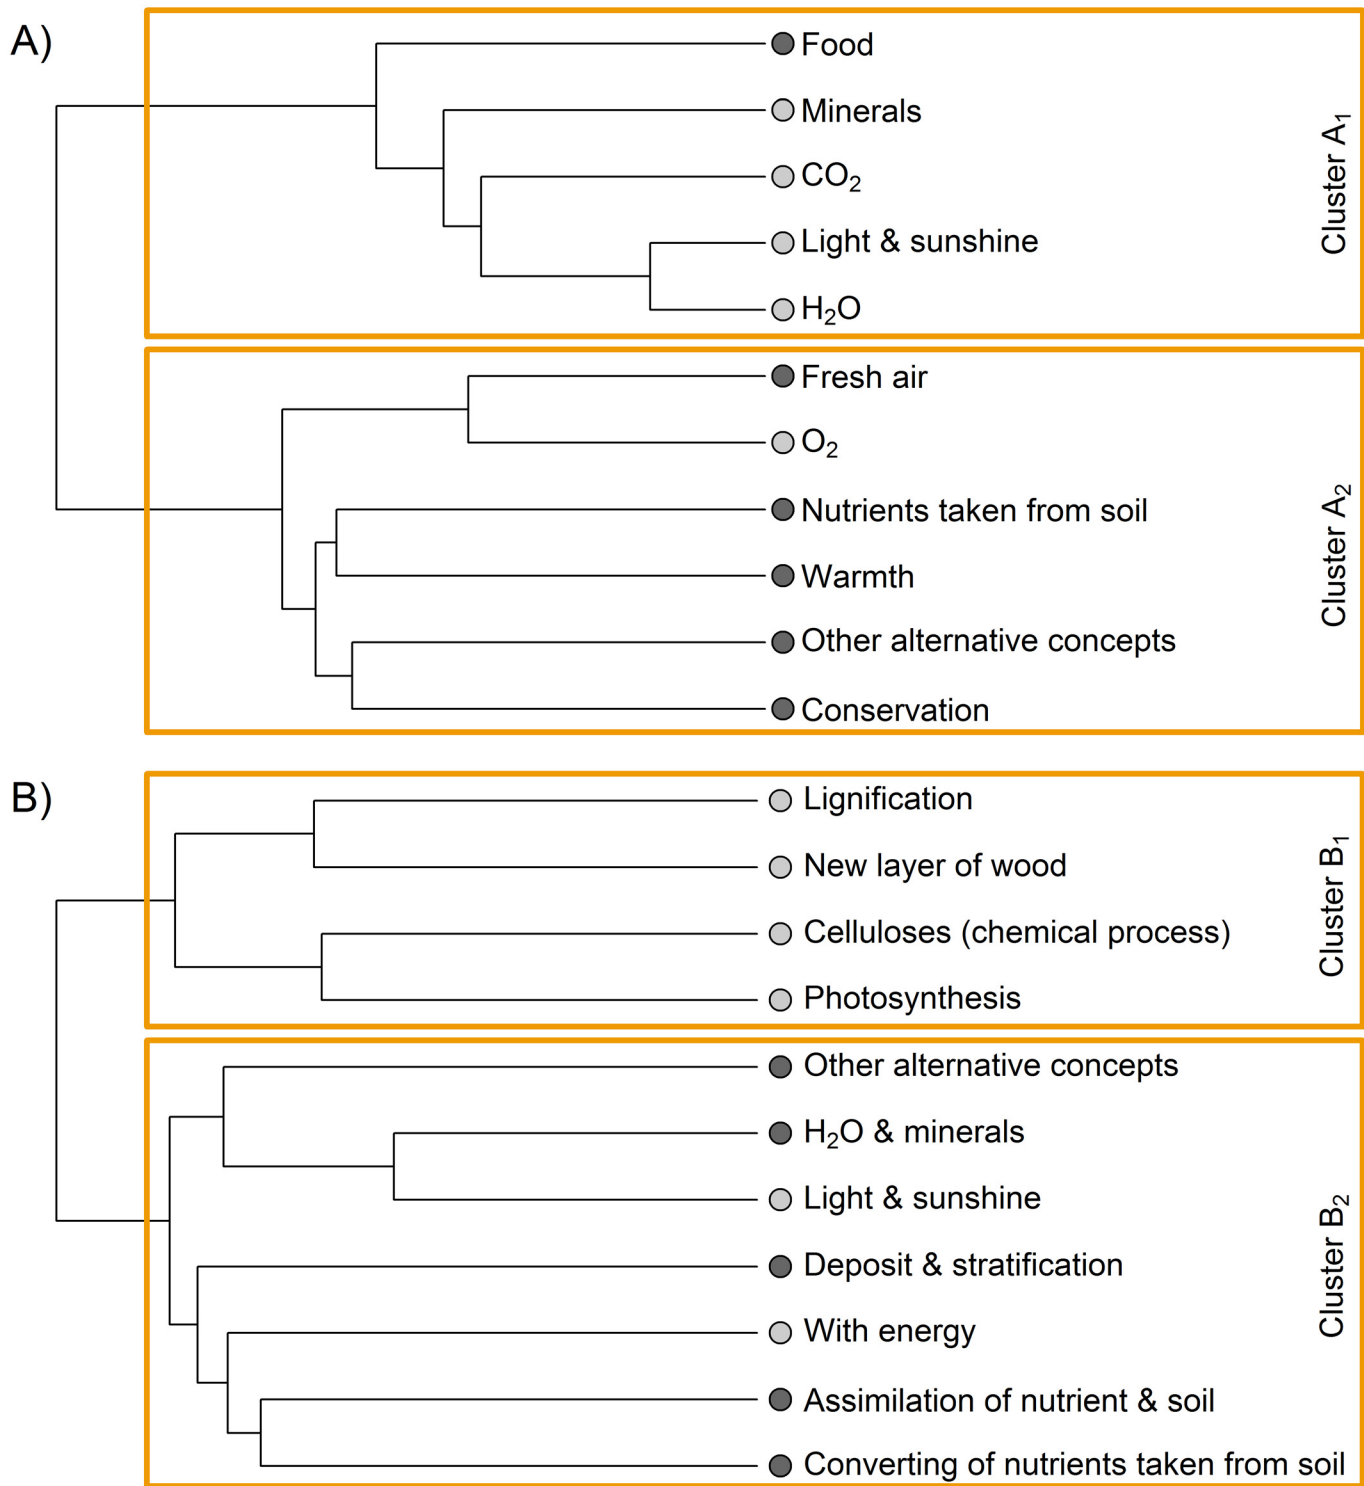 A)
Food
Minerals
CO₂
Light & sunshine
H₂O
Cluster A₁
Fresh air
O₂
Nutrients taken from soil
Warmth
Other alternative concepts
Conservation
Cluster A₂
B)
Lignification
New layer of wood
Celluloses (chemical process)
Photosynthesis
Cluster B₁
Other alternative concepts
H₂O & minerals
Light & sunshine
Deposit & stratification
With energy
Assimilation of nutrient & soil
Converting of nutrients taken from soil
Cluster B₂